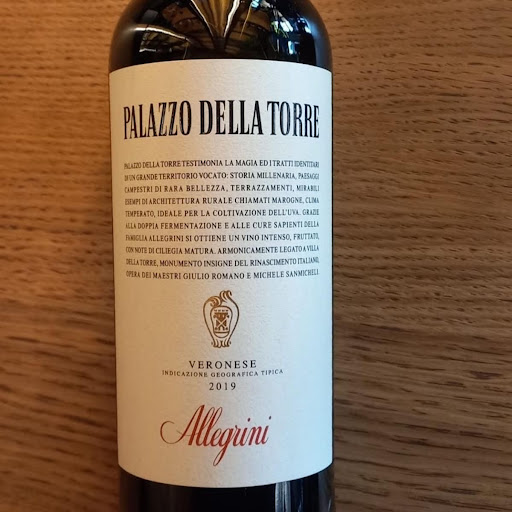 PALAZZO DELLA TORRE
PALAZZO DELLA TORRE TESTIMONIA LA MAGIA ED I TRATTI IDENTITARI
DI UN GRANDE TERRITORIO VOCATO: STORIA MILLENARIA, PAESAGGI
CAMPESTRI DI RARA BELLEZZA, TERRAZZAMENTI, MIRABILI
ESEMPI DI ARCHITETTURA RURALE CHIAMATI MAROGNE, CLIMA
TEMPERATO, IDEALE PER LA COLTIVAZIONE DELL'UVA. GRAZIE
ALLA DOPPIA FERMENTAZIONE E ALLE CURE SAPIENTI DELLA
FAMIGLIA ALLEGRINI SI OTTIENE UN VINO INTENSO, FRUTTATO,
CON NOTE DI CILIEGIA MATURA. ARMONICAMENTE LEGATO A VILLA
DELLA TORRE, MONUMENTO INSIGNE DEL RINASCIMENTO ITALIANO,
OPERA DEI MAESTRI GIULIO ROMANO E MICHELE SANMICHELI.
VERONESE
INDICAZIONE GEOGRAFICA TIPICA
2019
Allegrini